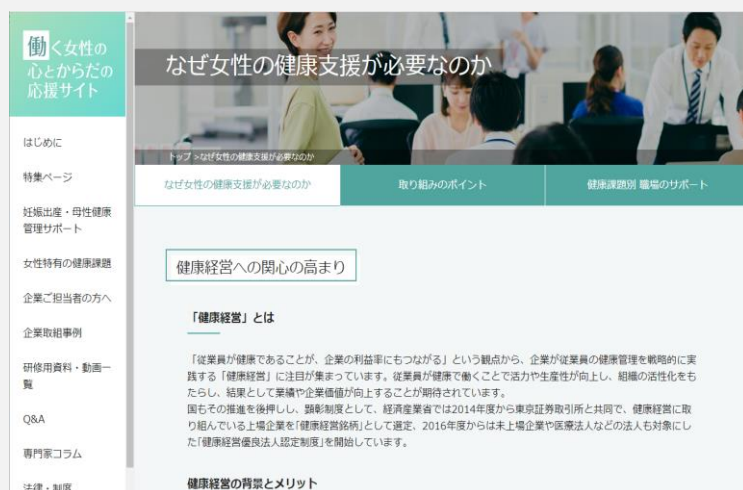 働く女性の
心とからだの
応援サイト
はじめに
特集ページ
妊娠出産・母性健康
管理サポート
女性特有の健康課題
企業ご担当者の方へ
企業取組事例
研修用資料・動画一
覧
Q&A
専門家コラム
法律・制度
なぜ女性の健康支援が必要なのか
トップ >なぜ女性の健康支援が必要なのか
なぜ女性の健康支援が必要なのか
取り組みのポイント
健康課題別 職場のサポート
健康経営への関心の高まり
「健康経営」とは
「従業員が健康であることが、企業の利益率にもつながる」という観点から、企業が従業員の健康管理を戦略的に実
践する「健康経営」に注目が集まっています。従業員が健康で働くことで活力や生産性が向上し、組織の活性化をも
たらし、結果として業績や企業価値が向上することが期待されています。
国もその推進を後押しし、顕彰制度として、経済産業省では2014年度から東京証券取引所と共同で、健康経営に取
り組んでいる上場企業を「健康経営銘柄」として選定、2016年度からは未上場企業や医療法人などの法人も対象にし
た「健康経営優良法人認定制度」を開始しています。
健康経営の背景とメリット